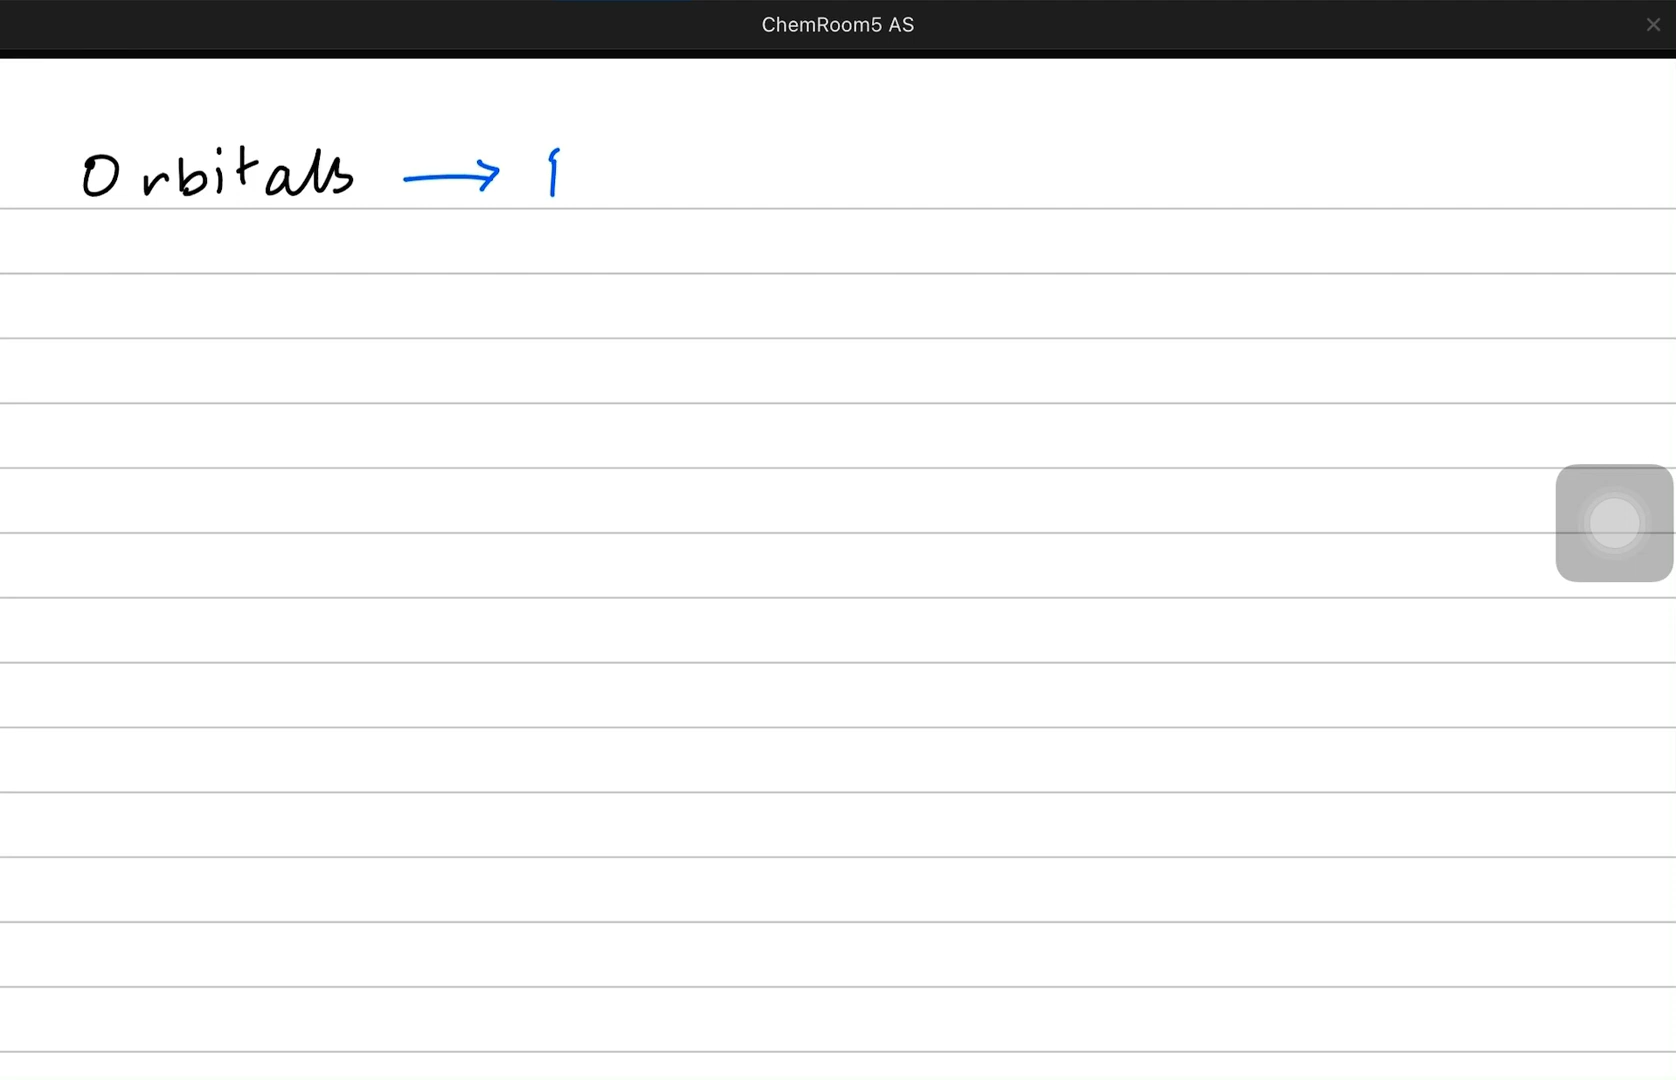 ChemRoom5 AS
Orbitals →